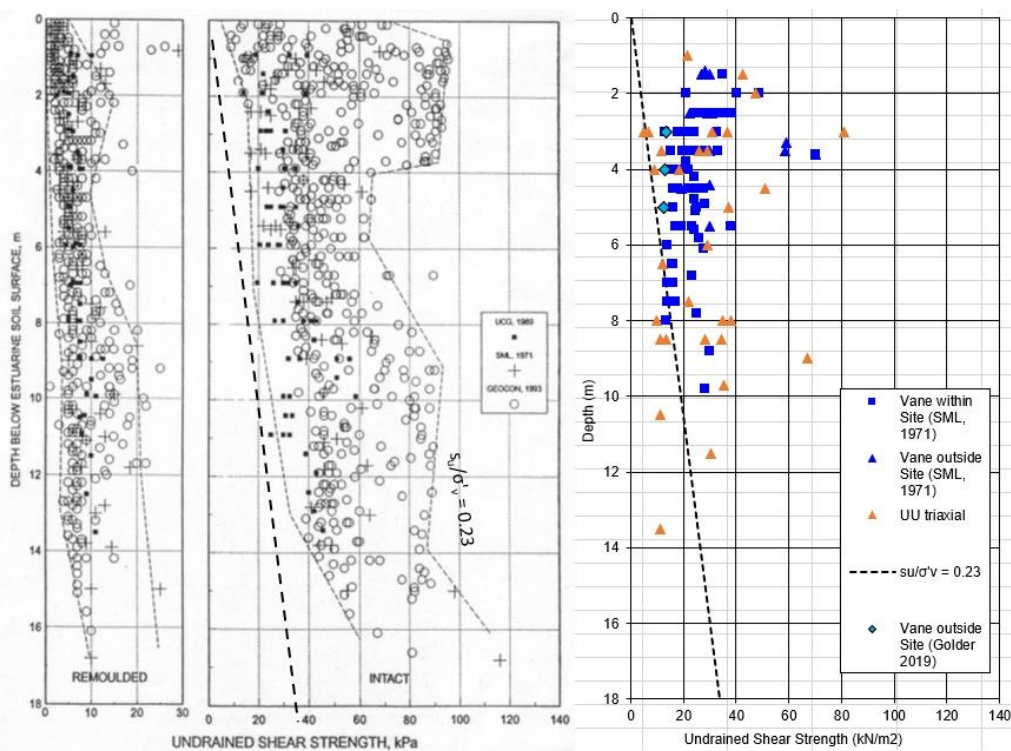 DEPTH BELOW ESTUARINE SOIL SURFACE, m
0
2
4
6
8
10
12
14
16
18
REMOULDED
0
10
20
30
INTACT
0
20
40
60
80
100
120
140
UNDRAINED SHEAR STRENGTH, kPa
UCG, 1989
SML, 1971
GEOCON, 1993
su/σ'v = 0.23
Depth (m)
0
2
4
6
8
10
12
14
16
18
0
20
40
60
80
100
120
140
Undrained Shear Strength (kN/m2)
Vane within
Site (SML,
1971)
Vane outside
Site (SML,
1971)
UU triaxial
su/σ'v = 0.23
Vane outside
Site (Golder
2019)